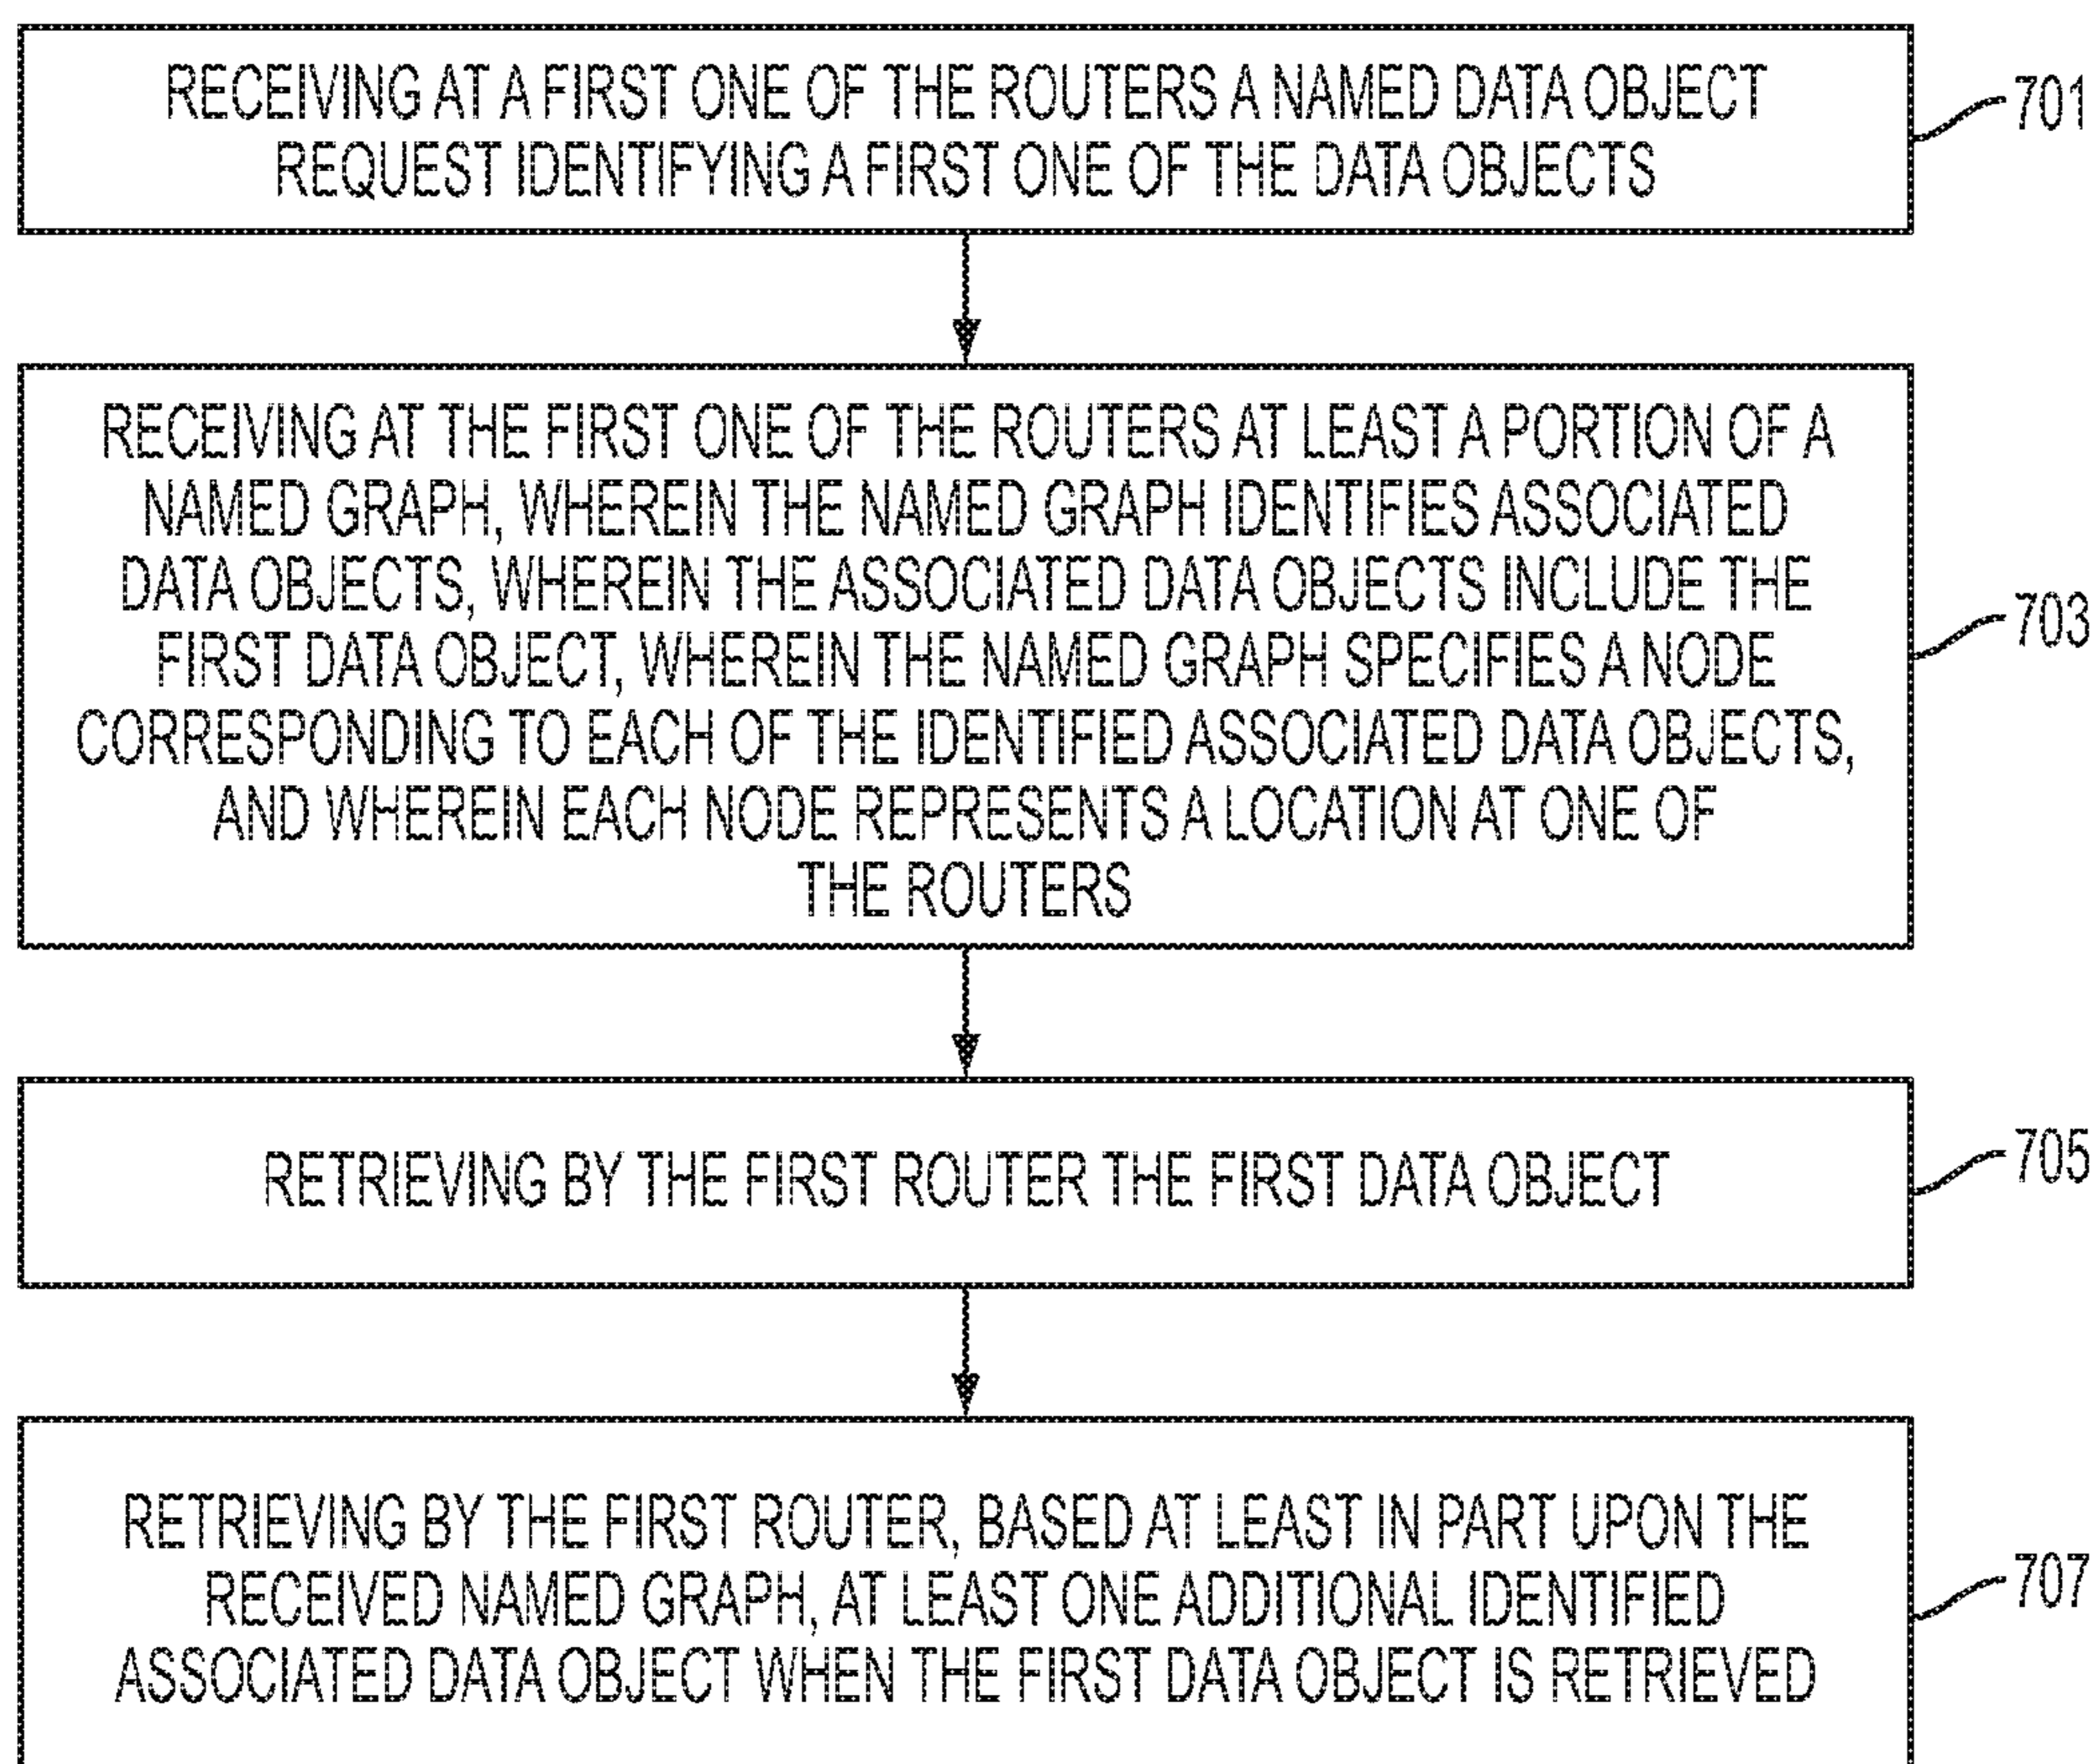 RECEIVING AT A FIRST ONE OF THE ROUTERS A NAMED DATA OBJECT
REQUEST IDENTIFYING A FIRST ONE OF THE DATA OBJECTS
701
RECEIVING AT THE FIRST ONE OF THE ROUTERS AT LEAST A PORTION OF A
NAMED GRAPH, WHEREIN THE NAMED GRAPH IDENTIFIES ASSOCIATED
DATA OBJECTS, WHEREIN THE ASSOCIATED DATA OBJECTS INCLUDE THE
FIRST DATA OBJECT, WHEREIN THE NAMED GRAPH SPECIFIES A NODE
CORRESPONDING TO EACH OF THE IDENTIFIED ASSOCIATED DATA OBJECTS,
AND WHEREIN EACH NODE REPRESENTS A LOCATION AT ONE OF
THE ROUTERS
703
RETRIEVING BY THE FIRST ROUTER THE FIRST DATA OBJECT
705
RETRIEVING BY THE FIRST ROUTER, BASED AT LEAST IN PART UPON THE
RECEIVED NAMED GRAPH, AT LEAST ONE ADDITIONAL IDENTIFIED
ASSOCIATED DATA OBJECT WHEN THE FIRST DATA OBJECT IS RETRIEVED
707